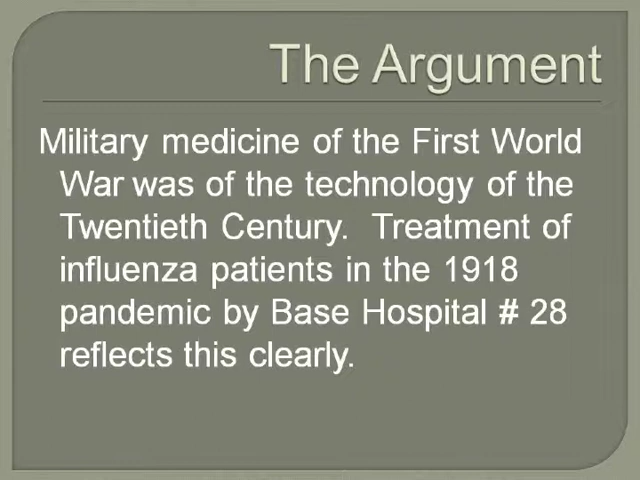 The Argument
Military medicine of the First World
War was of the technology of the
Twentieth Century.  Treatment of
influenza patients in the 1918
pandemic by Base Hospital # 28
reflects this clearly.